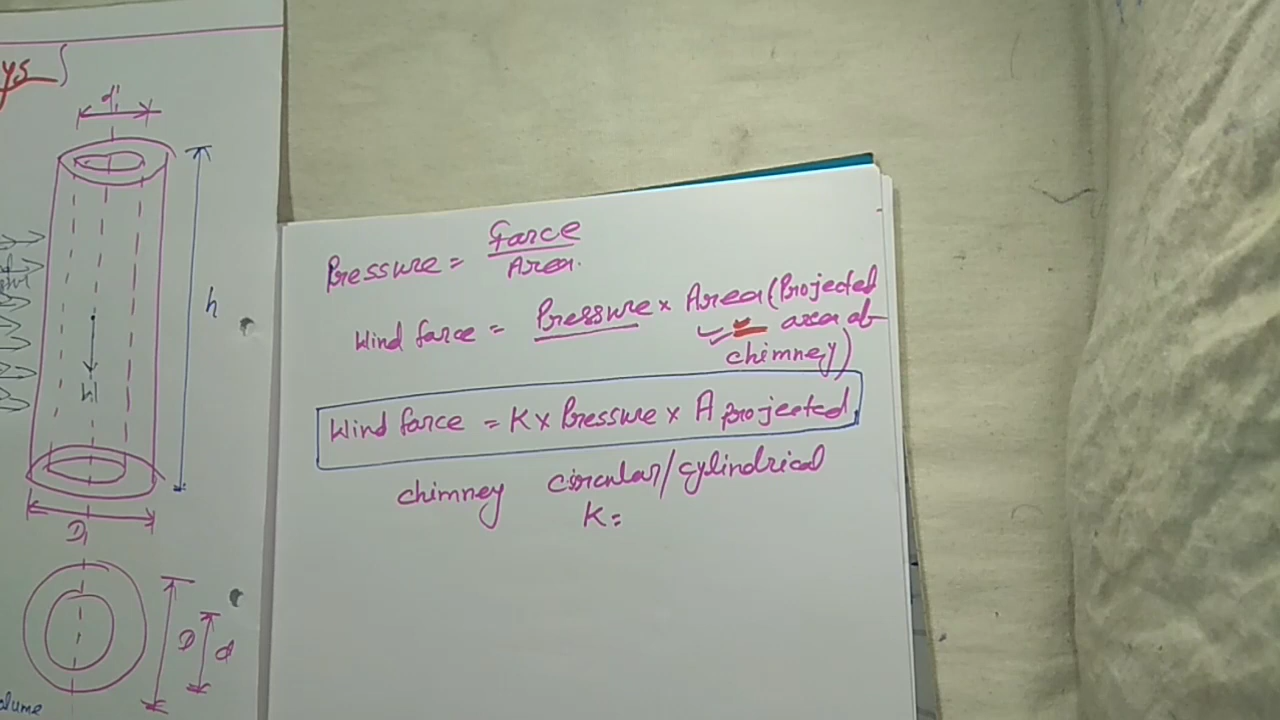 ys
d
h
D
D
d
olume
Pressure = Force
Area.
Wind force = Pressure × Area (Projected
area of
chimney)
Wind force = K × Pressure × A projected
chimney circular/cylindrical
K =